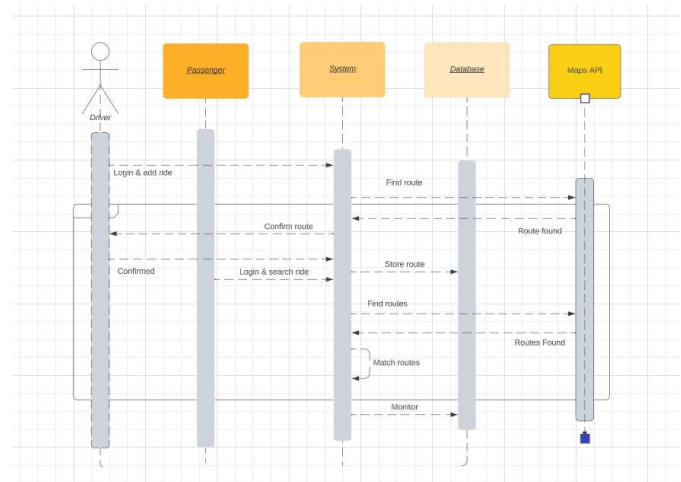 Passenger
System
Database
Maps API
Driver
Login & add ride
Find route
Route found
Confirm route
Confirmed
Store route
Login & search ride
Find routes
Routes Found
Match routes
Monitor